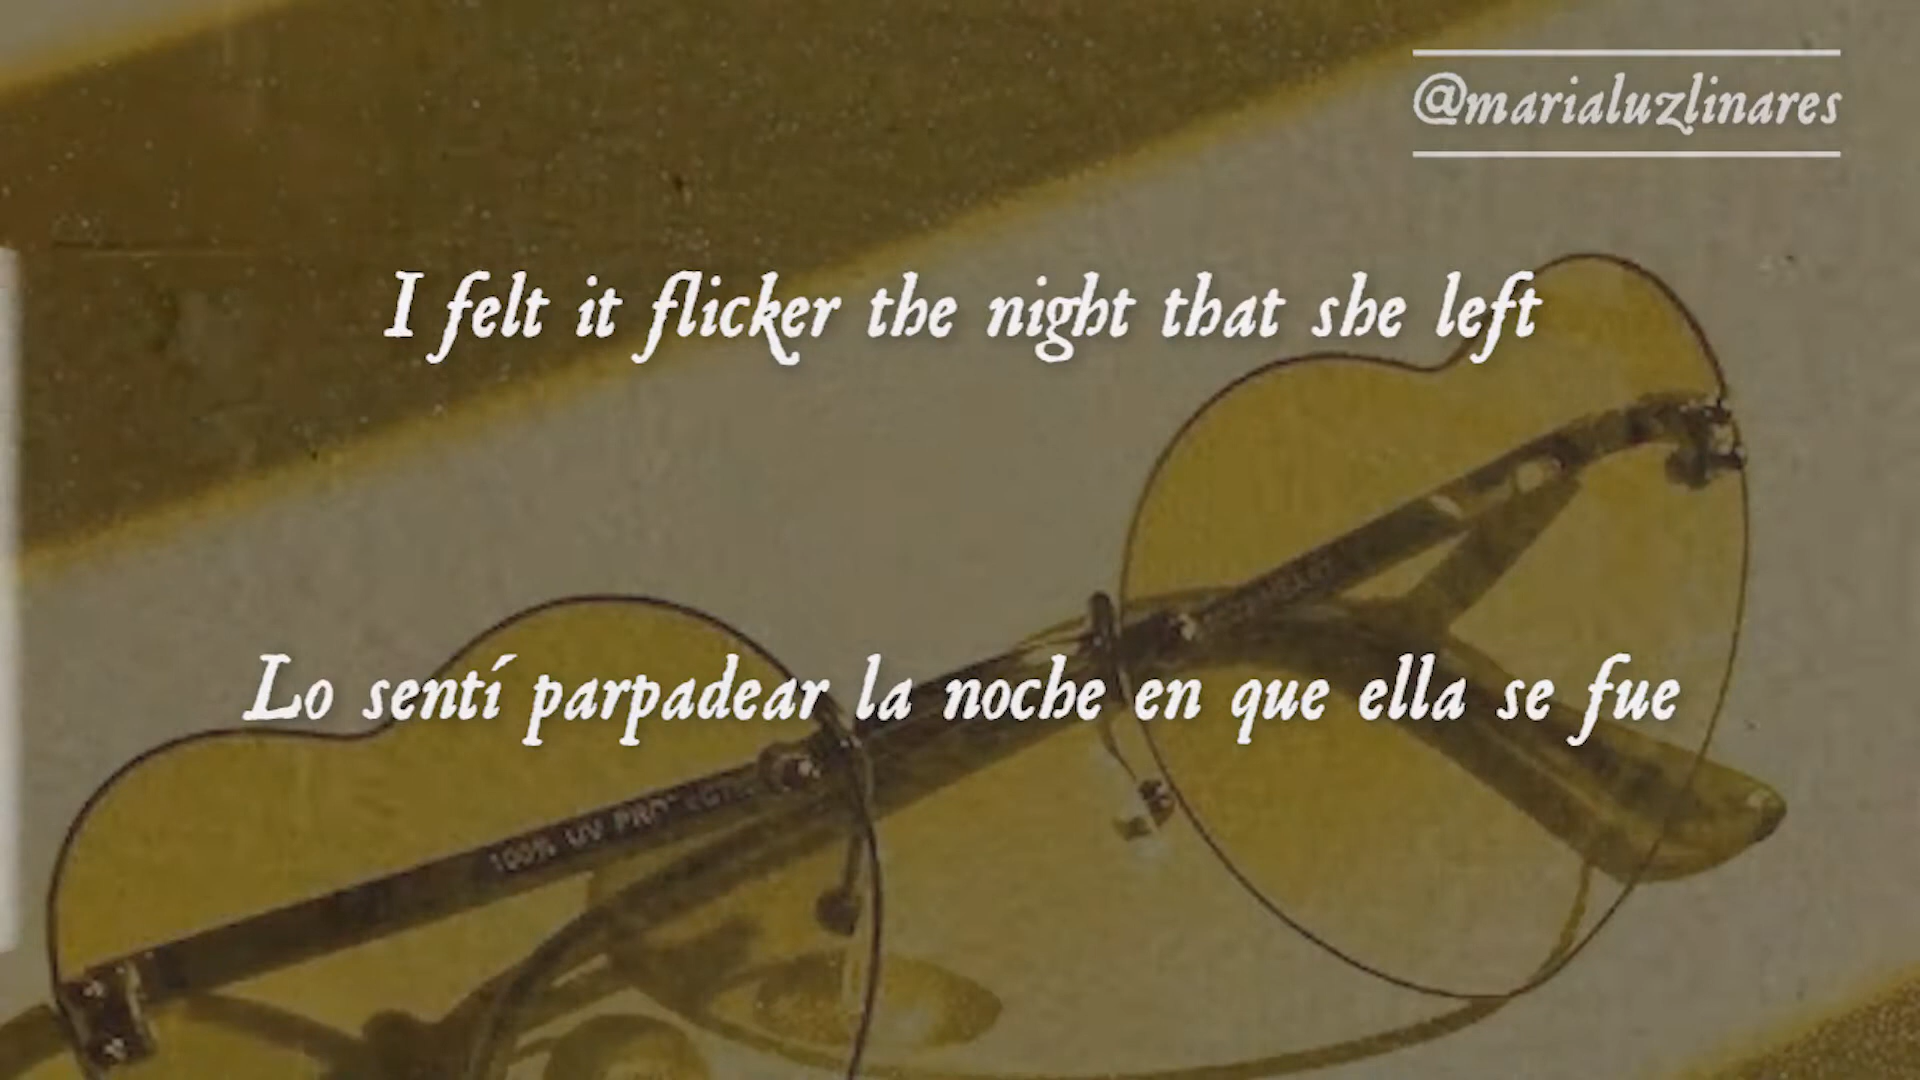 @marialuzlinares
I felt it flicker the night that she left
Lo sentí parpadear la noche en que ella se fue
100% UV